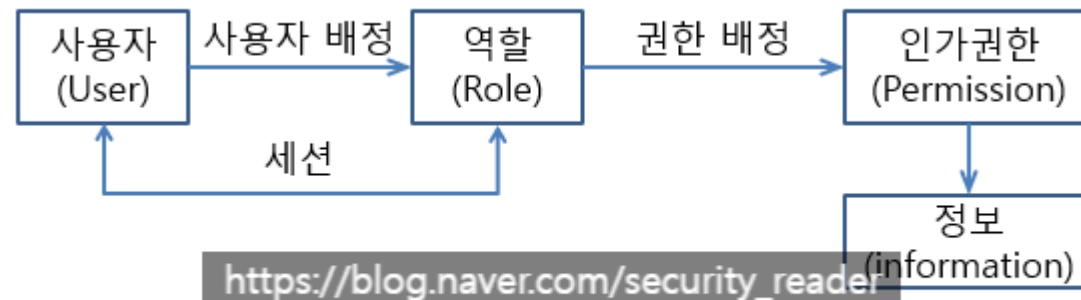 사용자
(User)
사용자 배정
역할
(Role)
권한 배정
인가권한
(Permission)
세션
정보
(information)
https://blog.naver.com/security_reader